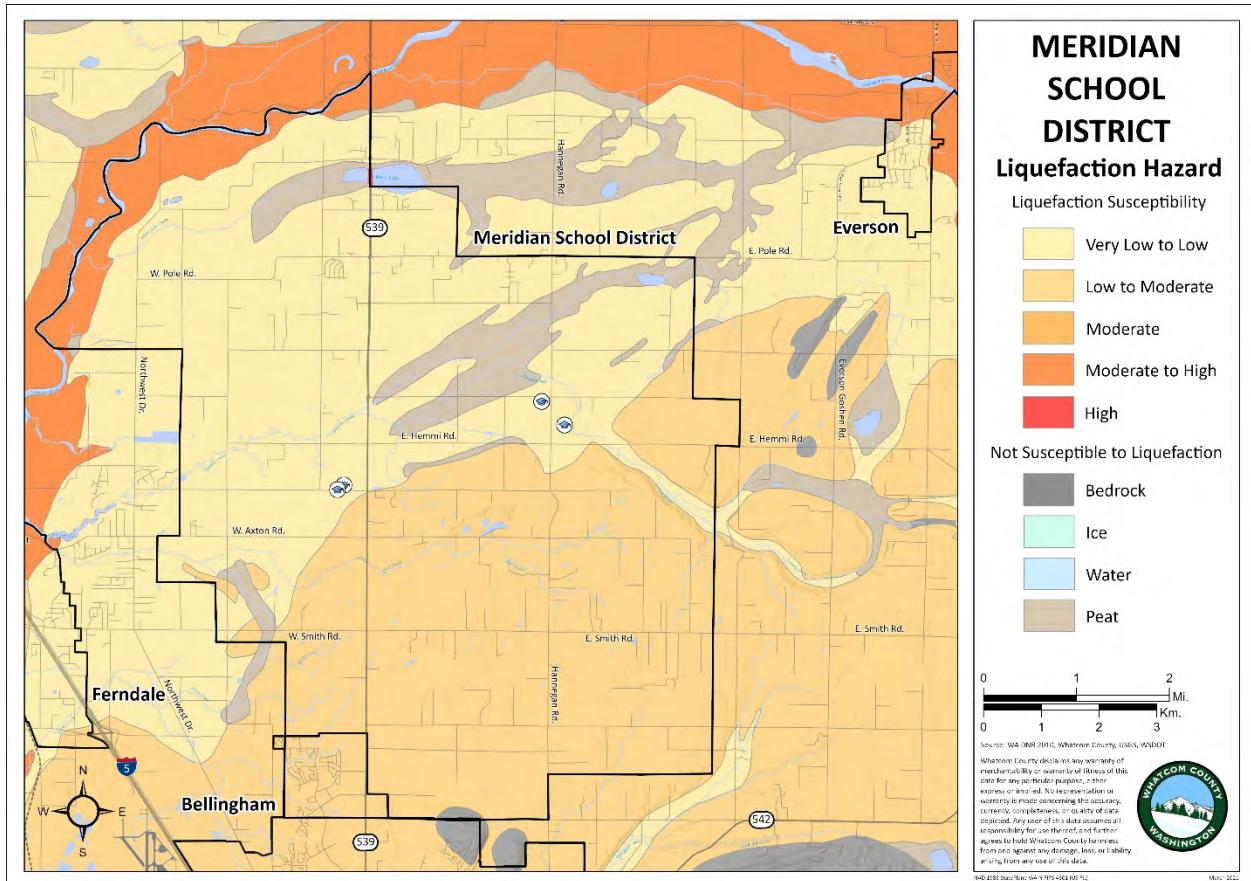 MERIDIAN
SCHOOL
DISTRICT
Liquefaction Hazard
Liquefaction Susceptibility
Very Low to Low
Low to Moderate
Moderate
Moderate to High
High
Not Susceptible to Liquefaction
Bedrock
Ice
Water
Peat
0 1 2
Mi.
Km.
0 1 2 3
Source: WA DNR 2010, Whatcom County, USGS, WSDOT
Whatcom County disclaims any warranty of
merchantability or warranty of fitness of this
data for any particular purpose, either
express or implied. No representation or
warranty is made concerning the accuracy,
currency, completeness, or quality of data
depicted. Any user of this data assumes all
responsibility for use thereof, and further
agrees to hold Whatcom County harmless
from and against any damage, loss, or liability
arising from any use of this data.
WHATCOM COUNTY
WASHINGTON
Hannegan Rd.
539
Meridian School District
Everson
W. Pole Rd.
E. Pole Rd.
Northwest Dr.
Everson Goshen Rd.
E. Hemmi Rd.
E. Hemmi Rd.
W. Axton Rd.
W. Smith Rd.
E. Smith Rd.
E. Smith Rd.
Hannegan Rd.
Ferndale
Northwest Dr.
5
Bellingham
N
W E
S
539
542